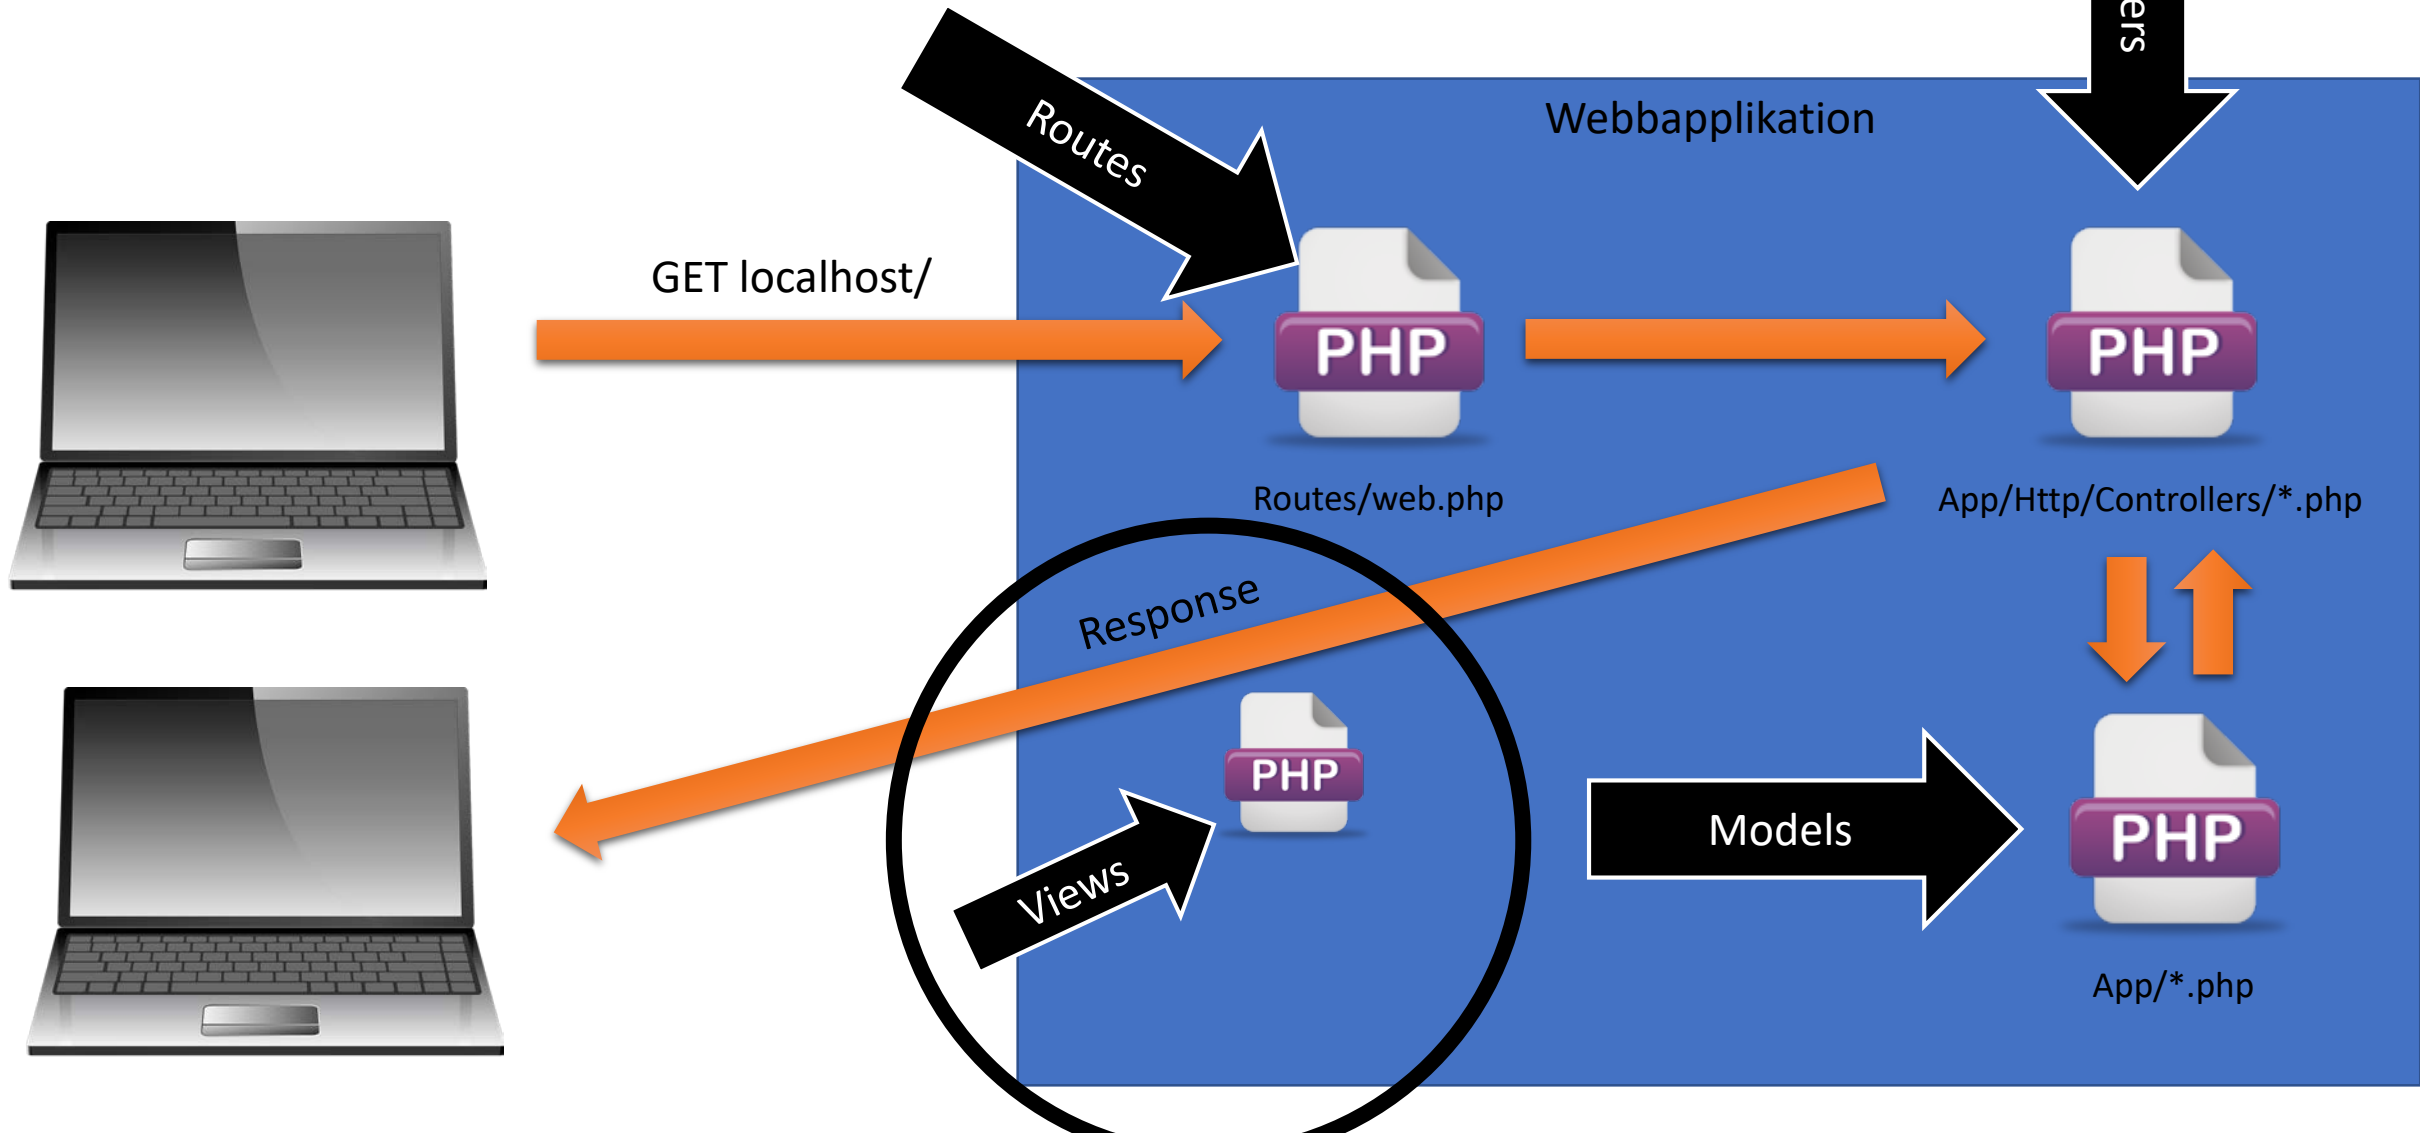 ers
Routes
Webbapplikation
GET localhost/
PHP
PHP
Routes/web.php
App/Http/Controllers/*.php
Response
PHP
Views
Models
PHP
App/*.php